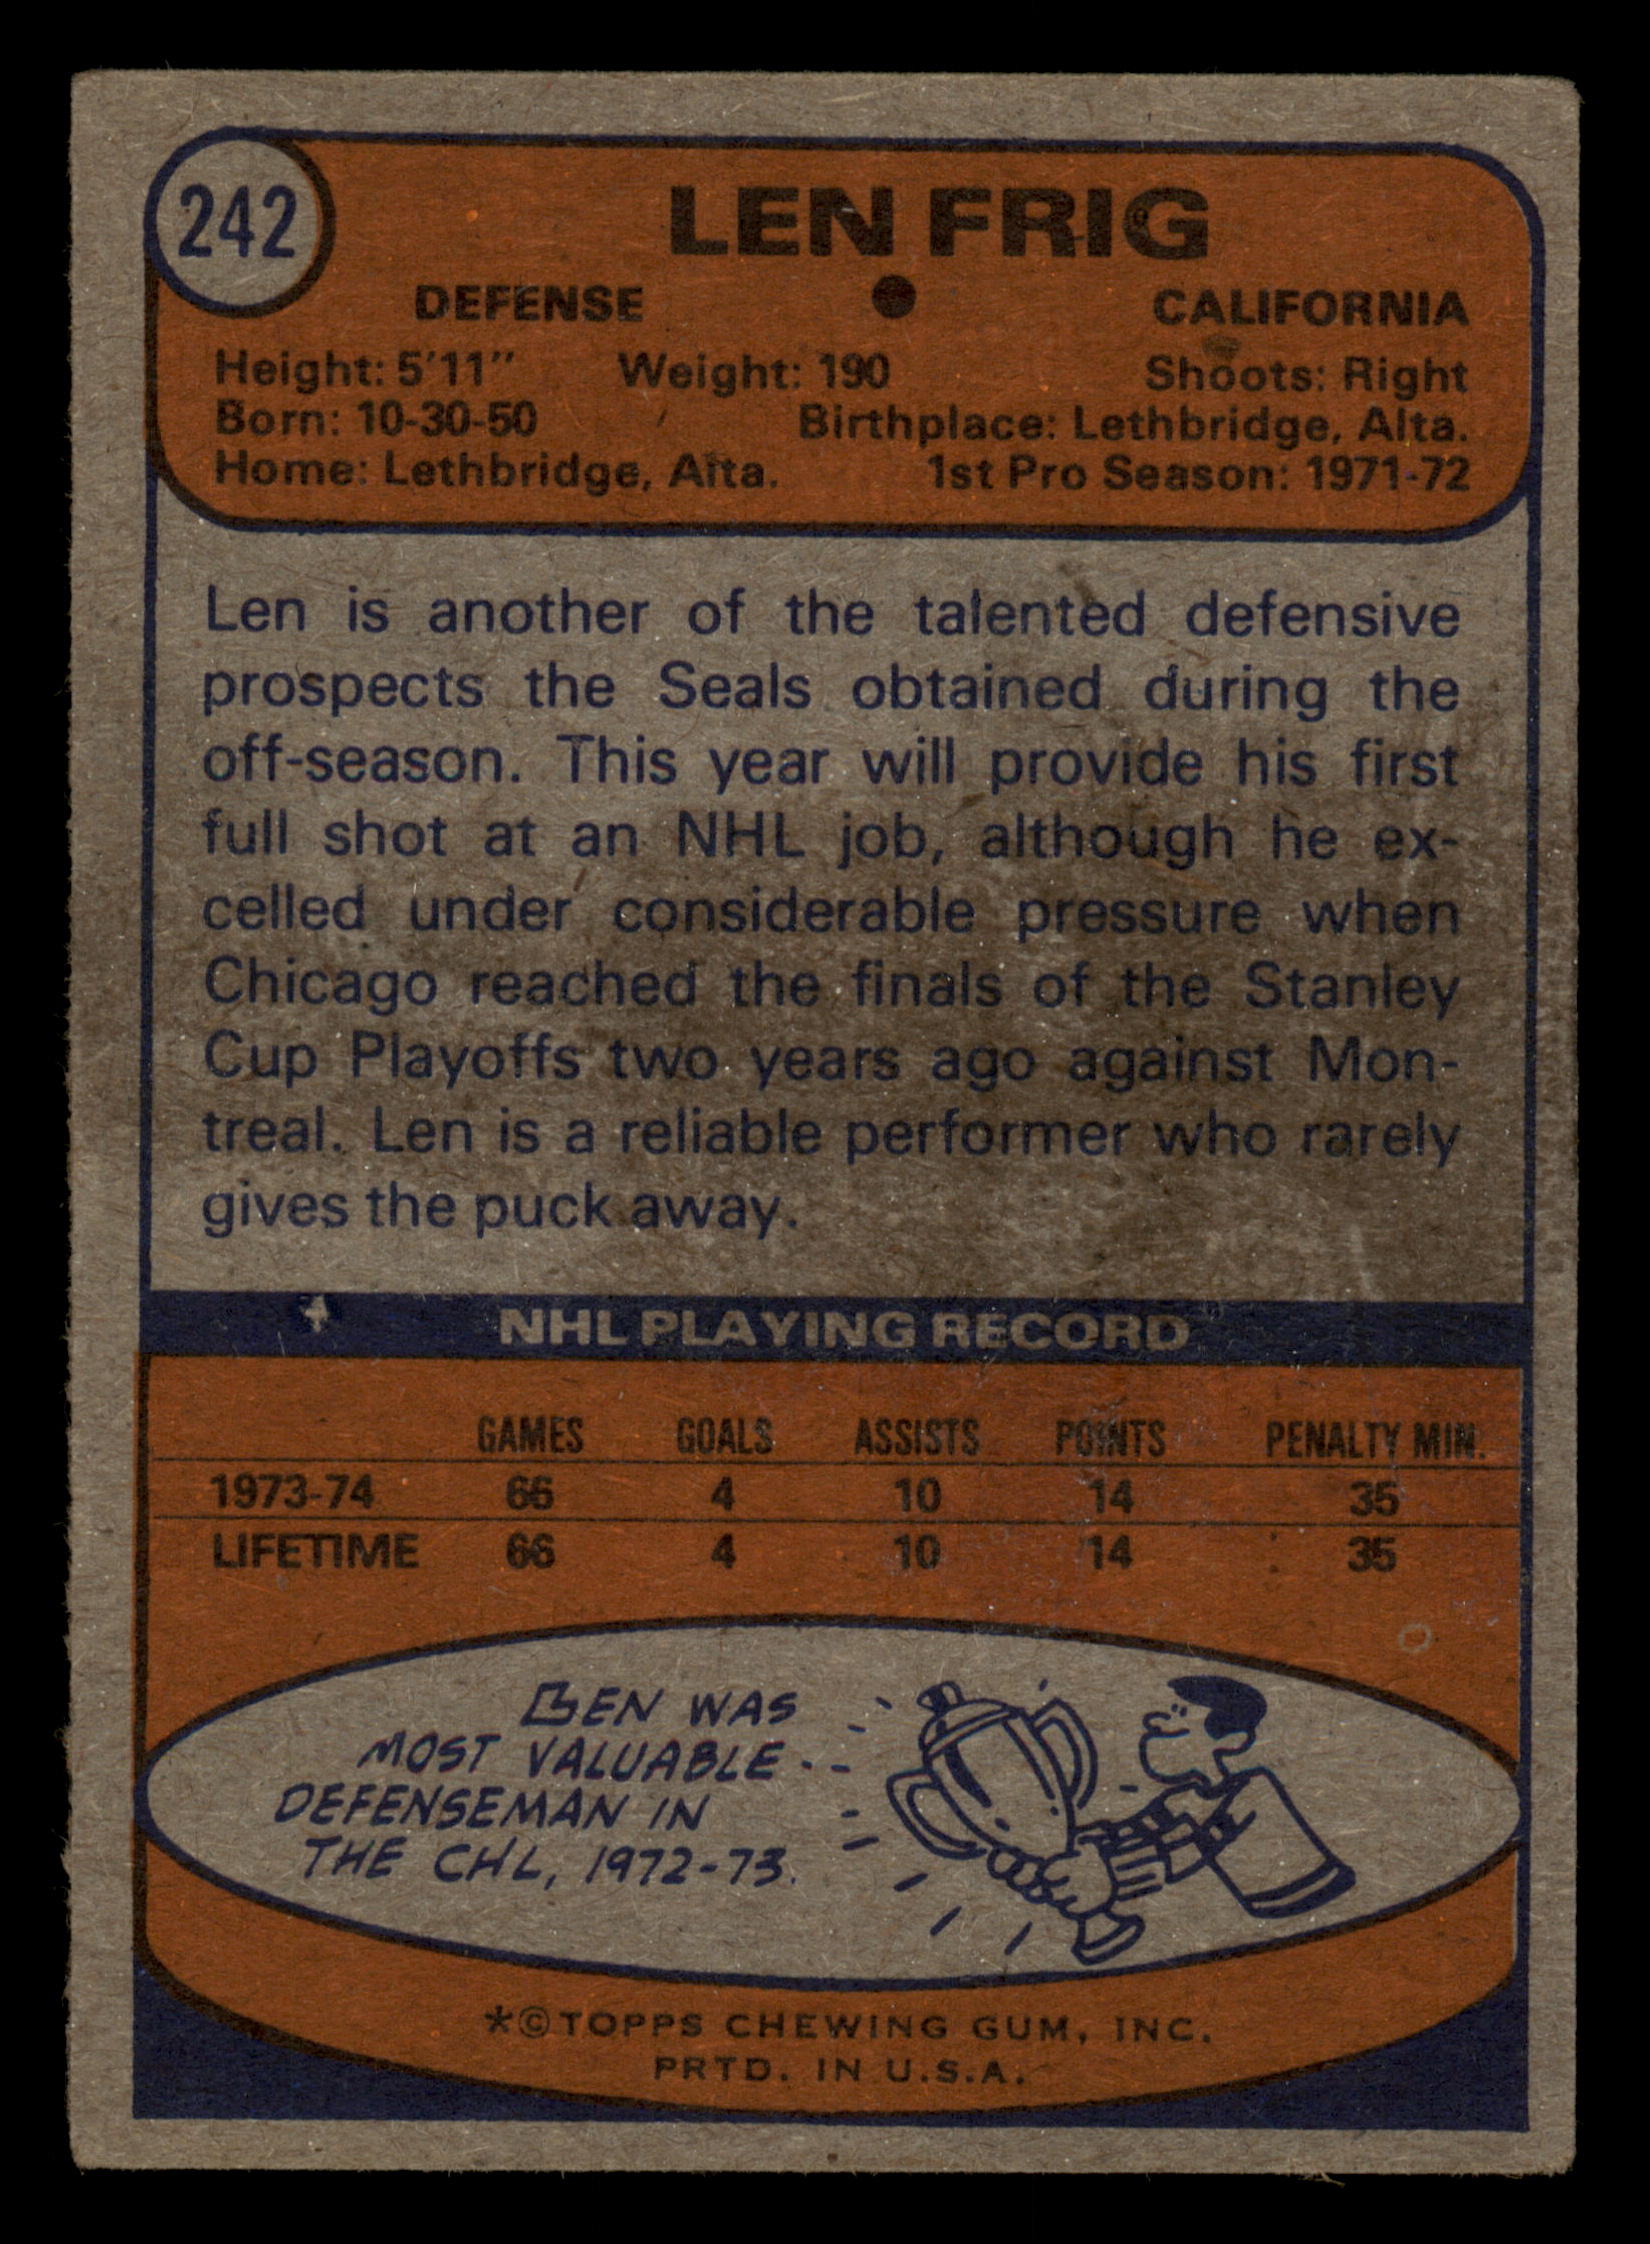 242
LEN FRIG
DEFENSE ● CALIFORNIA
Height: 5'11" Weight: 190 Shoots: Right
Born: 10-30-50 Birthplace: Lethbridge, Alta.
Home: Lethbridge, Alta. 1st Pro Season: 1971-72
Len is another of the talented defensive
prospects the Seals obtained during the
off-season. This year will provide his first
full shot at an NHL job, although he ex-
celled under considerable pressure when
Chicago reached the finals of the Stanley
Cup Playoffs two years ago against Mon-
treal. Len is a reliable performer who rarely
gives the puck away.
NHL PLAYING RECORD
GAMES GOALS ASSISTS POINTS PENALTY MIN.
1973-74 66 4 10 14 35
LIFETIME 66 4 10 14 35
LEN WAS
MOST VALUABLE
DEFENSEMAN IN
THE CHL, 1972-73.
*©TOPPS CHEWING GUM, INC.
PRTD. IN U.S.A.